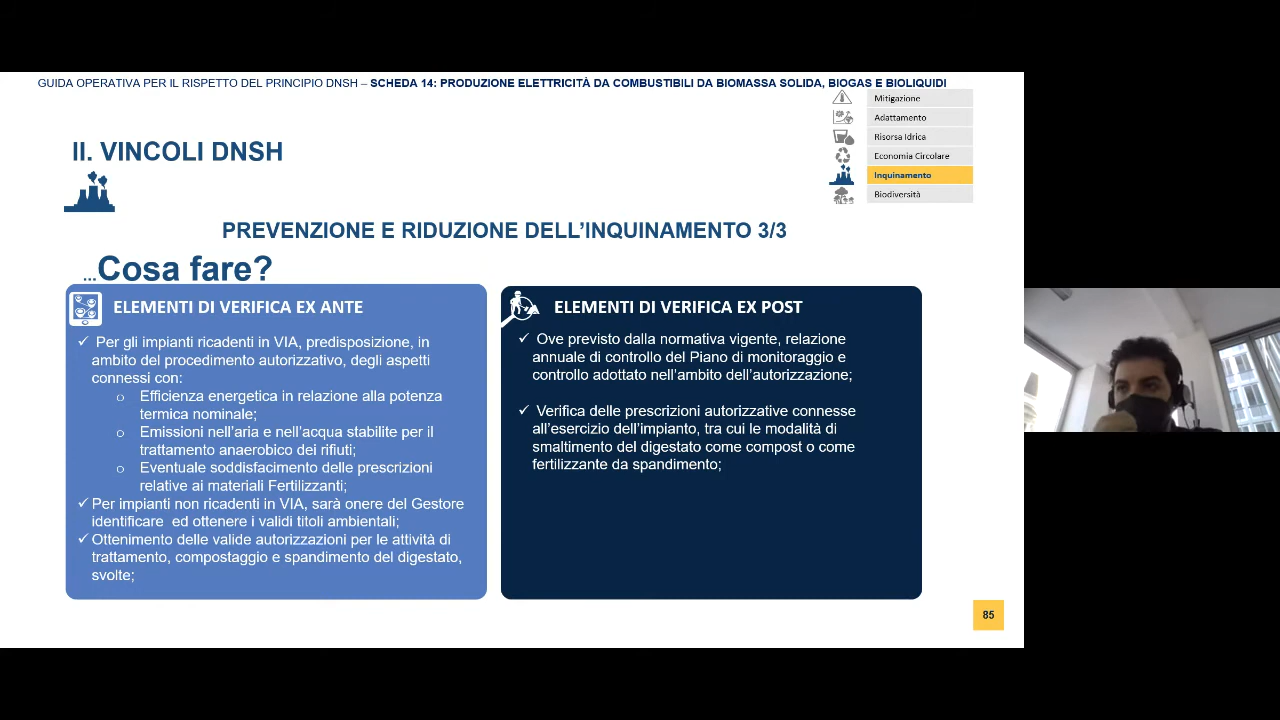 GUIDA OPERATIVA PER IL RISPETTO DEL PRINCIPIO DNSH – SCHEDA 14: PRODUZIONE ELETTRICITÀ DA COMBUSTIBILI DA BIOMASSA SOLIDA, BIOGAS E BIOLIQUIDI
Mitigazione
Adattamento
Risorsa Idrica
Economia Circolare
Inquinamento
Biodiversità
II. VINCOLI DNSH
PREVENZIONE E RIDUZIONE DELL’INQUINAMENTO 3/3
...Cosa fare?
ELEMENTI DI VERIFICA EX ANTE
✓ Per gli impianti ricadenti in VIA, predisposizione, in
ambito del procedimento autorizzativo, degli aspetti
connessi con:
o Efficienza energetica in relazione alla potenza
termica nominale;
o Emissioni nell’aria e nell’acqua stabilite per il
trattamento anaerobico dei rifiuti;
o Eventuale soddisfacimento delle prescrizioni
relative ai materiali Fertilizzanti;
✓ Per impianti non ricadenti in VIA, sarà onere del Gestore
identificare ed ottenere i validi titoli ambientali;
✓ Ottenimento delle valide autorizzazioni per le attività di
trattamento, compostaggio e spandimento del digestato,
svolte;
ELEMENTI DI VERIFICA EX POST
✓ Ove previsto dalla normativa vigente, relazione
annuale di controllo del Piano di monitoraggio e
controllo adottato nell’ambito dell’autorizzazione;
✓ Verifica delle prescrizioni autorizzative connesse
all’esercizio dell’impianto, tra cui le modalità di
smaltimento del digestato come compost o come
fertilizzante da spandimento;
85